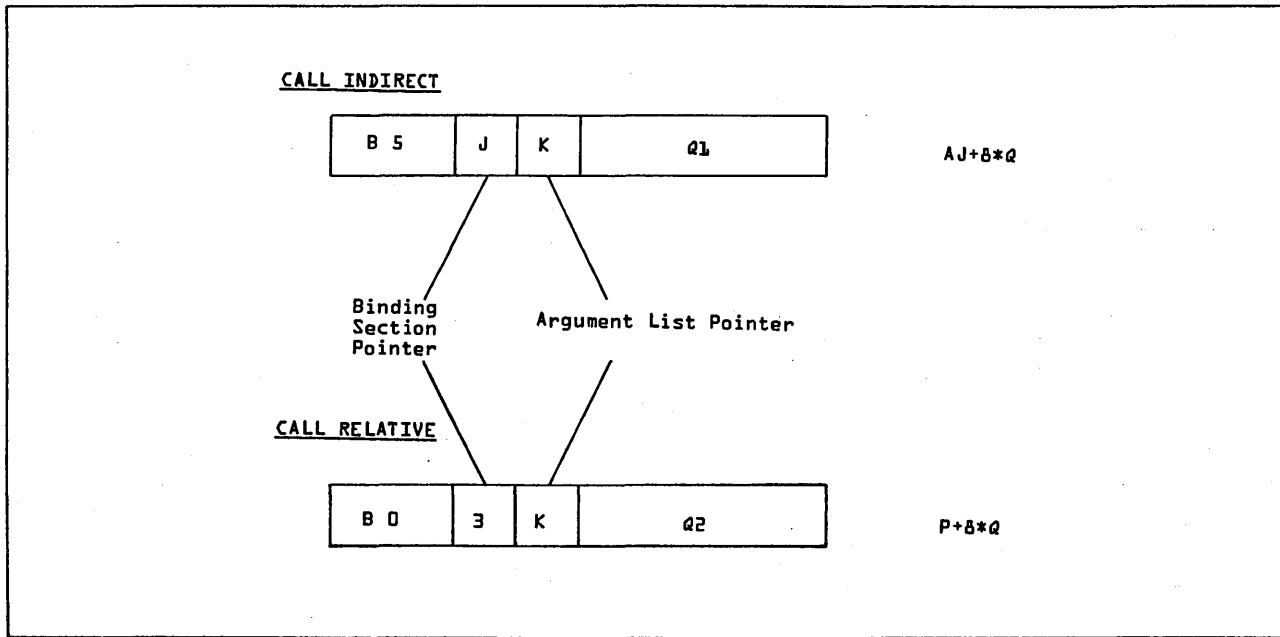 CALL INDIRECT
B 5 J K Q1 AJ+8*Q
Binding
Section
Pointer
Argument List Pointer
CALL RELATIVE
B 0 3 K Q2 P+8*Q